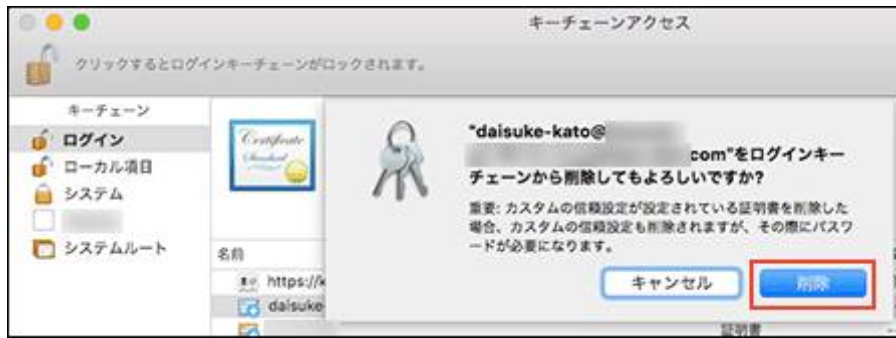 キーチェーンアクセス
クリックするとログインキーチェーンがロックされます。
キーチェーン
ログイン
ローカル項目
システム
システムルート
Certificate
Standard
"daisuke-kato@
com"をログインキー
チェーンから削除してもよろしいですか?
重要: カスタムの信頼設定が設定されている証明書を削除した
場合、カスタムの信頼設定も削除されますが、その際にパスワ
ードが必要になります。
キャンセル
削除
名前
https://k
daisuke-
証明書